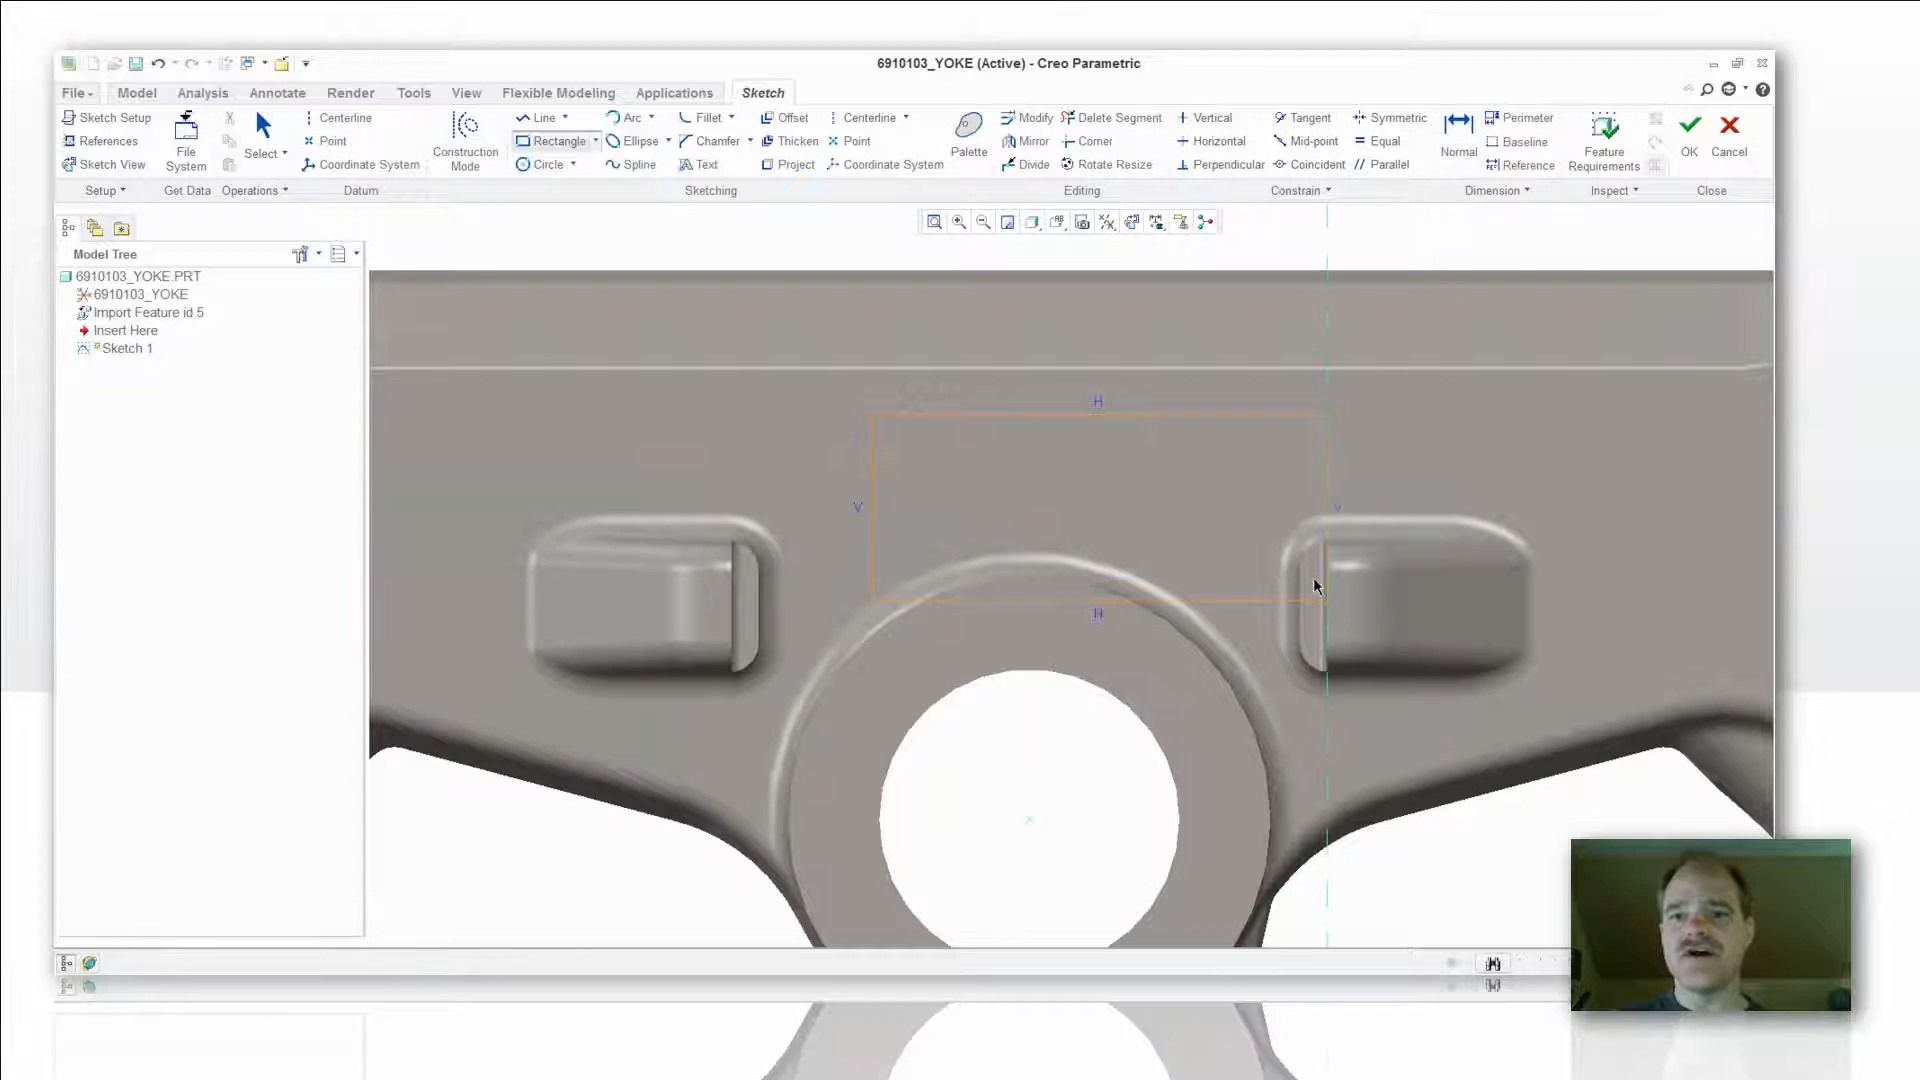 6910103_YOKE (Active) - Creo Parametric
File Model Analysis Annotate Render Tools View Flexible Modeling Applications Sketch
Sketch Setup Centerline Line Arc Fillet Offset Centerline Modify Delete Segment Vertical Tangent Symmetric Perimeter
References Point Rectangle Ellipse Chamfer Thicken Point Mirror Corner Horizontal Mid-point Equal Baseline
Sketch View File System Select Coordinate System Construction Mode Circle Spline Text Project Coordinate System Palette Divide Rotate Resize Perpendicular Coincident Parallel Normal Reference Feature Requirements OK Cancel
Setup Get Data Operations Datum Sketching Editing Constrain Dimension Inspect Close
Model Tree
6910103_YOKE.PRT
6910103_YOKE
Import Feature id 5
Insert Here
Sketch 1
H
V V
H